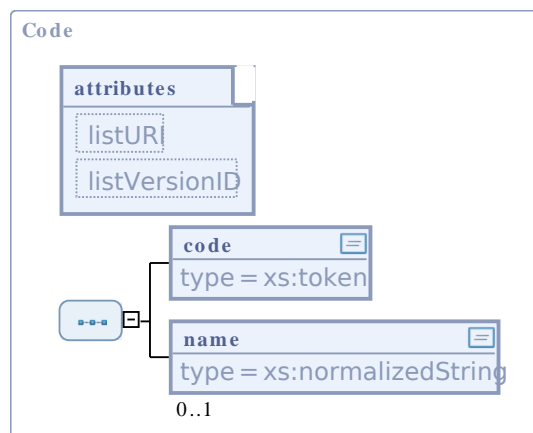 Code
attributes
listURI
listVersionID
code
type = xs:token
name
type = xs:normalizedString
0..1